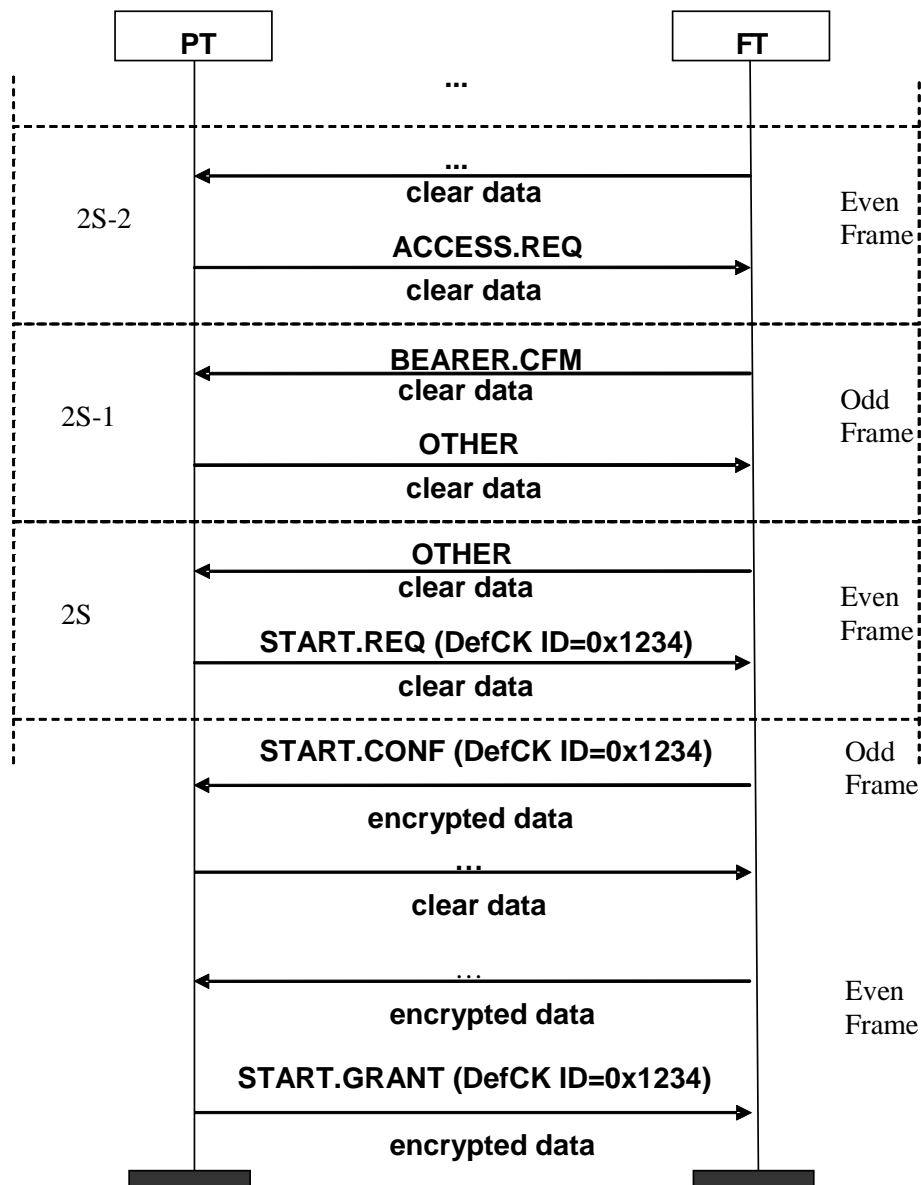 PT
FT
...
...
clear data
2S-2
Even
Frame
ACCESS.REQ
clear data
BEARER.CFM
clear data
2S-1
Odd
Frame
OTHER
clear data
OTHER
clear data
2S
Even
Frame
START.REQ (DefCK ID=0x1234)
clear data
START.CONF (DefCK ID=0x1234)
Odd
Frame
encrypted data
...
clear data
...
encrypted data
Even
Frame
START.GRANT (DefCK ID=0x1234)
encrypted data